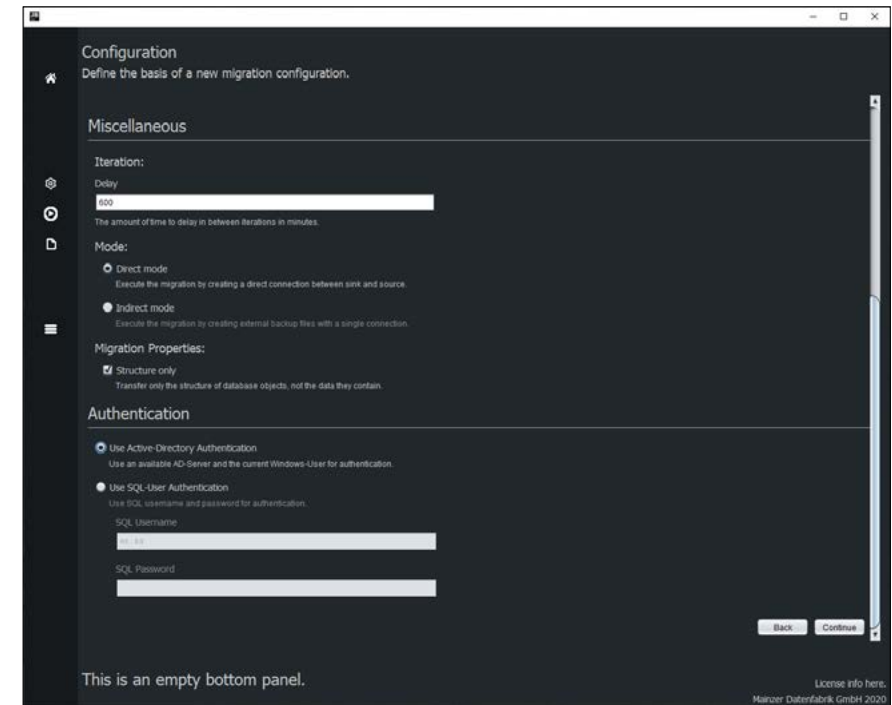 Configuration
Define the basis of a new migration configuration.
Miscellaneous
Iteration:
Delay
600
The amount of time to delay in between iterations in minutes.
Mode:
Direct mode
Execute the migration by creating a direct connection between sink and source.
Indirect mode
Execute the migration by creating external backup files with a single connection.
Migration Properties:
Structure only
Transfer only the structure of database objects, not the data they contain.
Authentication
Use Active-Directory Authentication
Use an available AD-Server and the current Windows-User for authentication.
Use SQL-User Authentication
Use SQL username and password for authentication.
SQL Username
SQL Password
Back Continue
This is an empty bottom panel.
License info here.
Mainzer Datenfabrik GmbH 2020